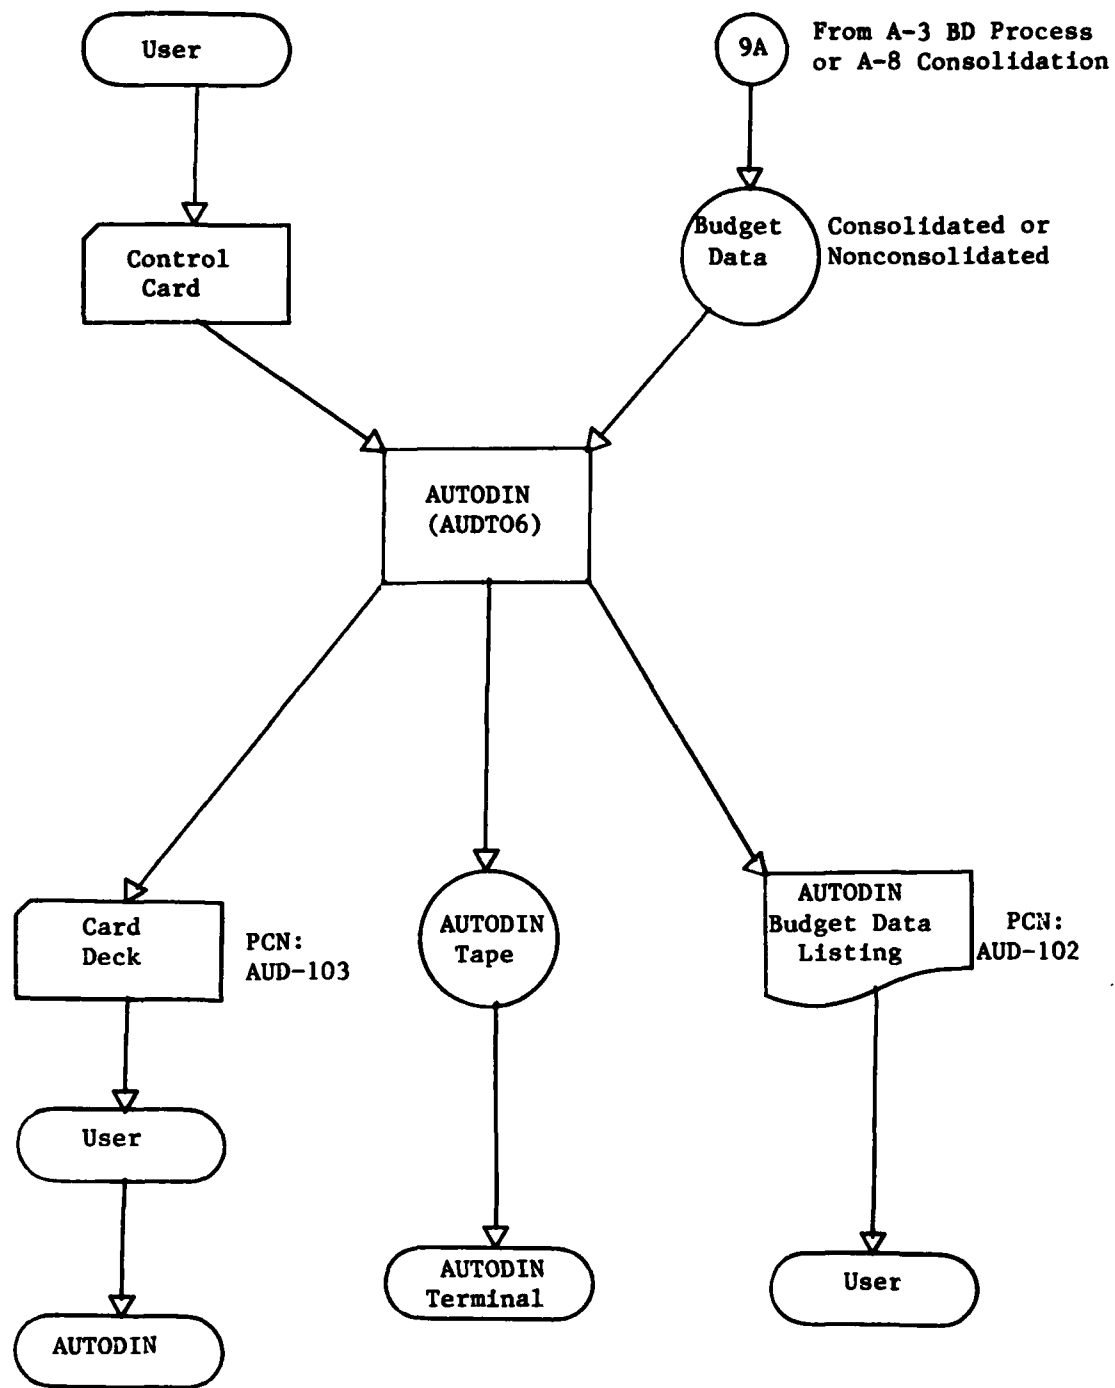 User
9A
From A-3 BD Process
or A-8 Consolidation
Control
Card
Budget
Data
Consolidated or
Nonconsolidated
AUTODIN
(AUDTO6)
Card
Deck
PCN:
AUD-103
AUTODIN
Tape
AUTODIN
Budget Data
Listing
PCN:
AUD-102
User
AUTODIN
Terminal
User
AUTODIN